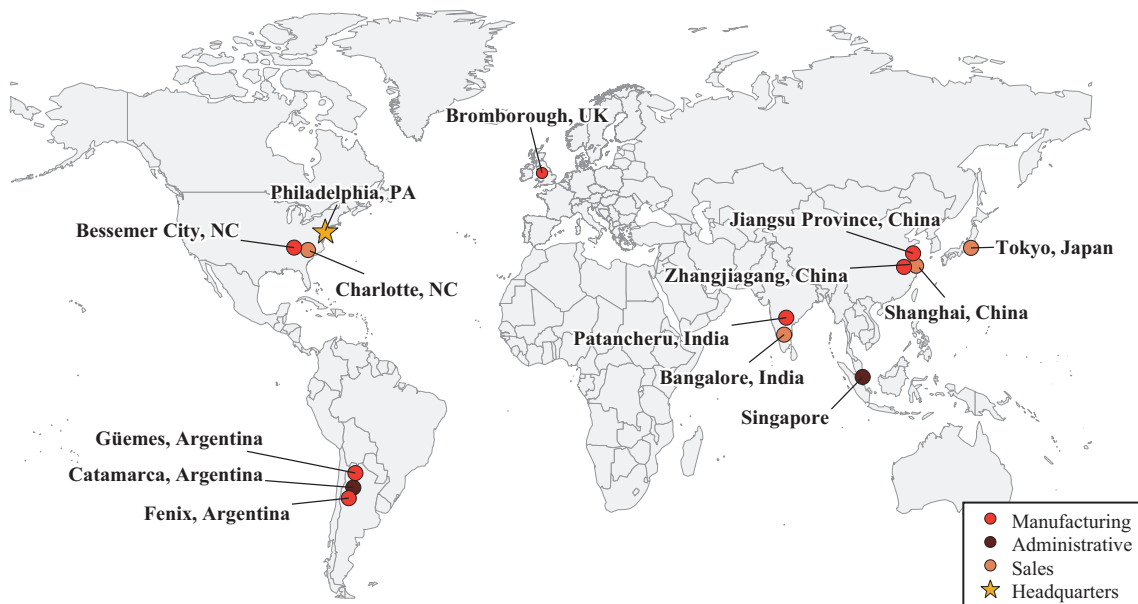 Bromborough, UK
Philadelphia, PA
Jiangsu Province, China
Bessemer City, NC
Tokyo, Japan
Zhangjiagang, China
Charlotte, NC
Shanghai, China
Patancheru, India
Bangalore, India
Singapore
Güemes, Argentina
Catamarca, Argentina
Fenix, Argentina
Manufacturing
Administrative
Sales
Headquarters